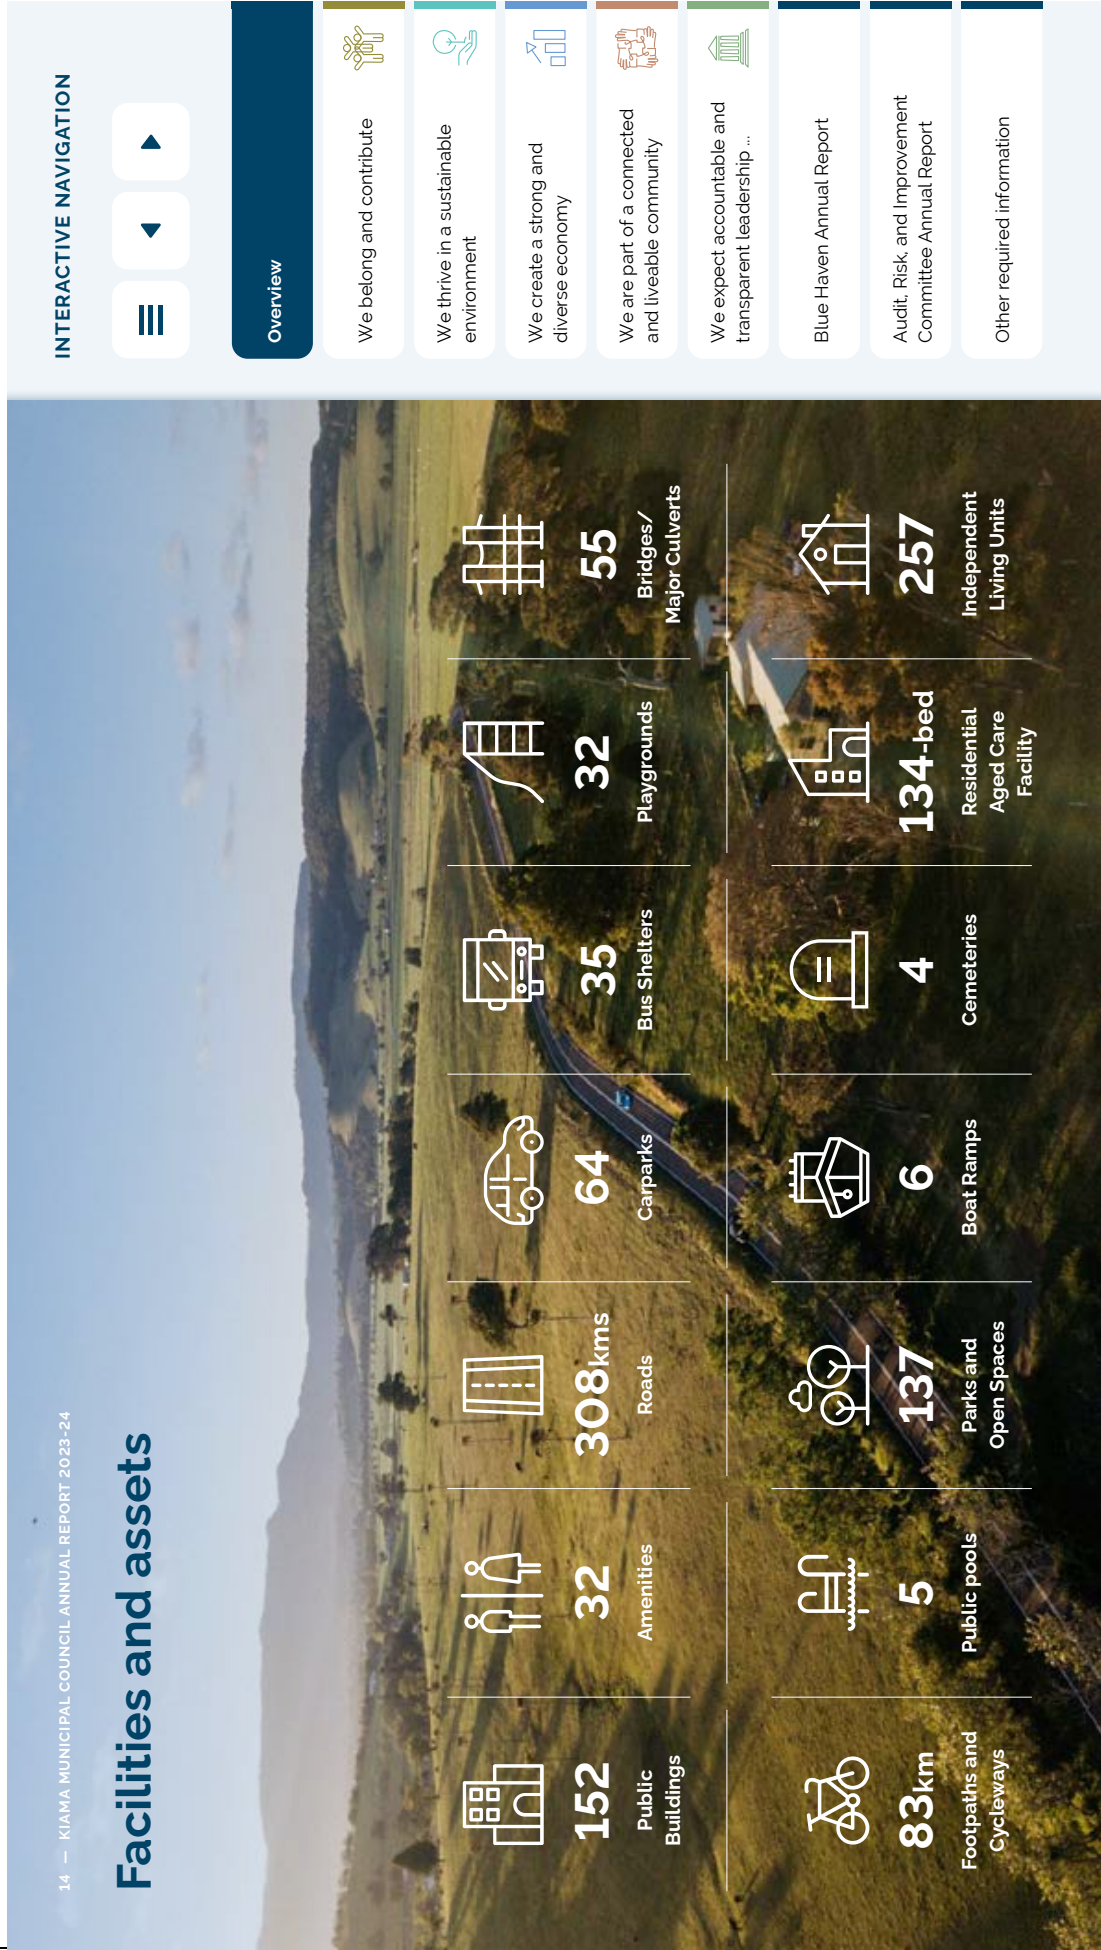 14 — KIAMA MUNICIPAL COUNCIL ANNUAL REPORT 2023-24
Facilities and assets
152
Public
Buildings
32
Amenities
308kms
Roads
64
Carparks
35
Bus Shelters
32
Playgrounds
55
Bridges/
Major Culverts
83km
Footpaths and
Cycleways
5
Public pools
137
Parks and
Open Spaces
6
Boat Ramps
4
Cemeteries
134-bed
Residential
Aged Care
Facility
257
Independent
Living Units
INTERACTIVE NAVIGATION
Overview
We belong and contribute
We thrive in a sustainable
environment
We create a strong and
diverse economy
We are part of a connected
and liveable community
We expect accountable and
transparent leadership ...
Blue Haven Annual Report
Audit, Risk, and Improvement
Committee Annual Report
Other required information